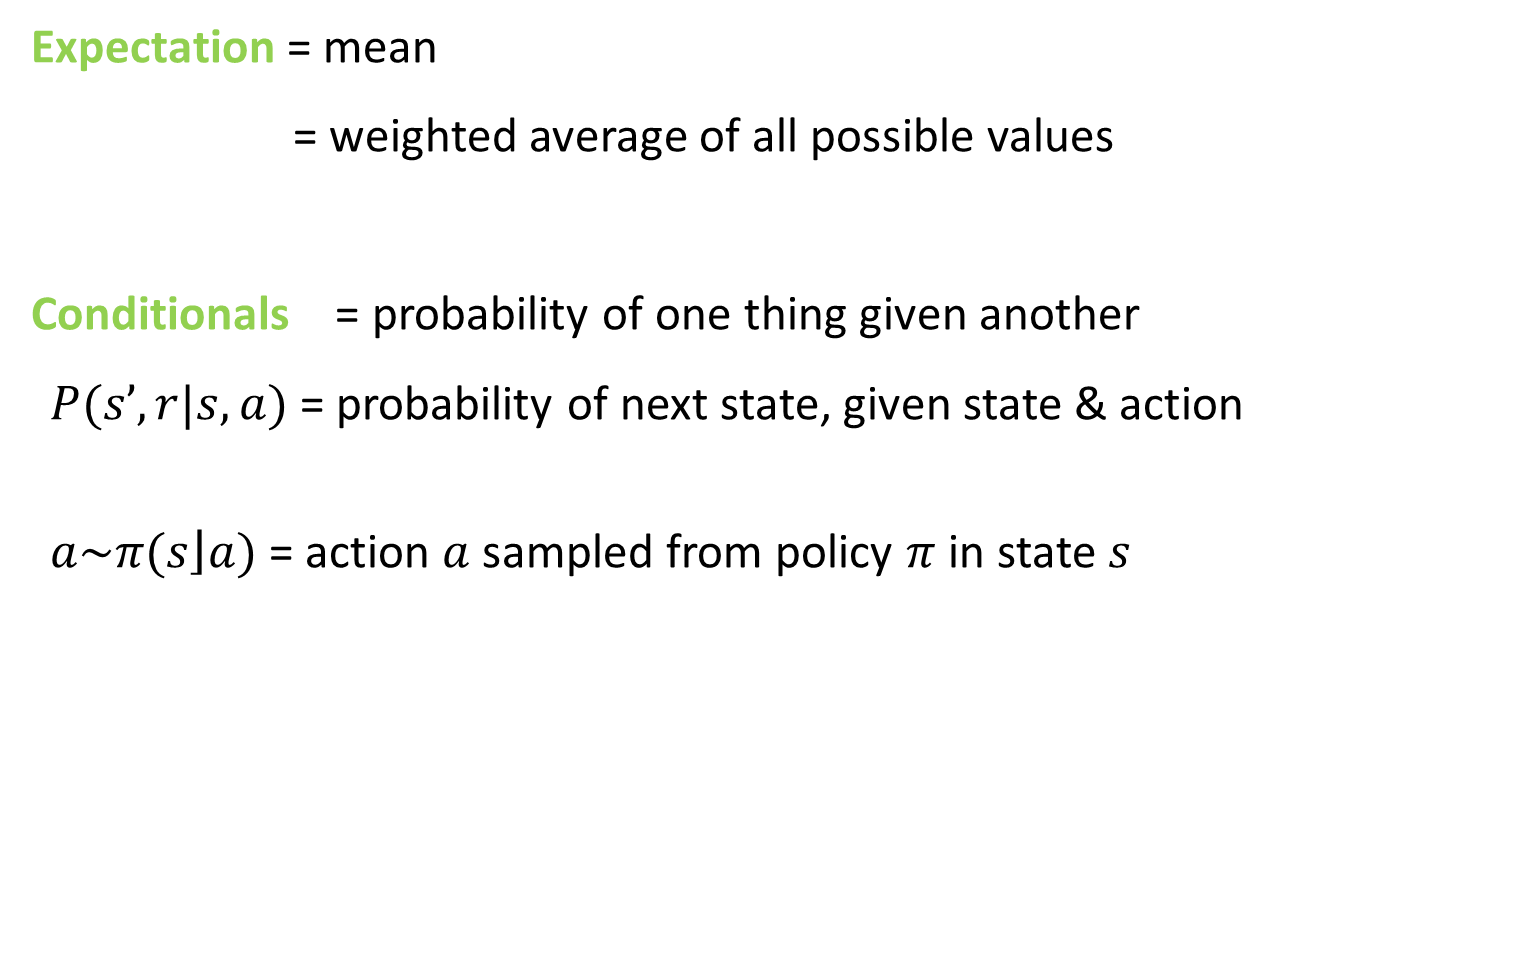 Expectation = mean
= weighted average of all possible values
Conditionals = probability of one thing given another
P(s’,r|s,a) = probability of next state, given state & action
a~π(s⌋a) = action a sampled from policy π in state s